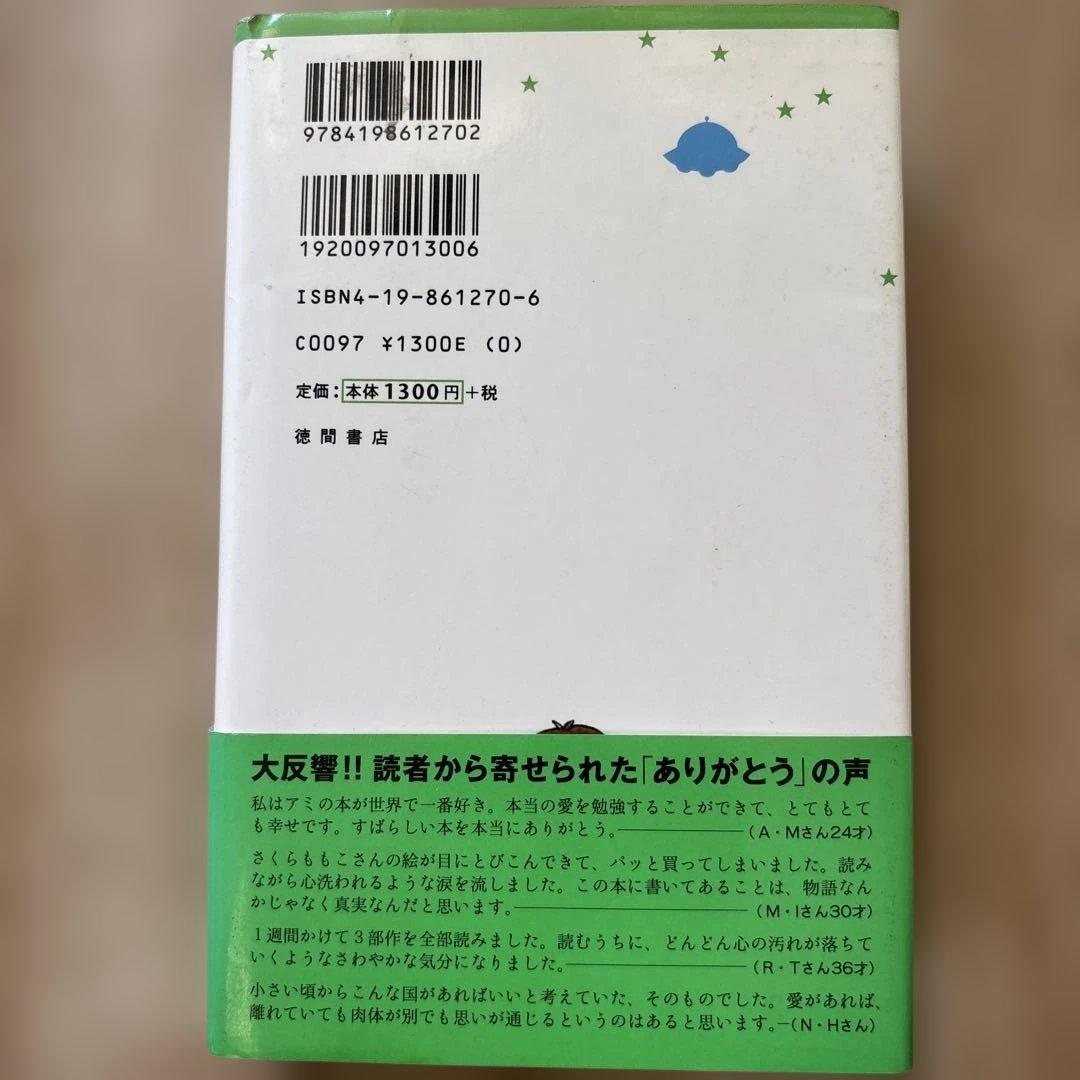 9784198612702
1920097013006
ISBN4-19-861270-6
C0097 ¥1300E (0)
定価：本体1300円＋税
徳間書店
大反響!! 読者から寄せられた「ありがとう」の声
私はアミの本が世界で一番好き。本当の愛を勉強することができて、とてもとて
も幸せです。すばらしい本を本当にありがとう。――――――（A・Mさん24才）
さくらももこさんの絵が目にとびこんできて、パッと買ってしまいました。読み
ながら心洗われるような涙を流しました。この本に書いてあることは、物語なん
かじゃなく真実なんだと思います。――――――――――――（M・Iさん30才）
1週間かけて3部作を全部読みました。読むうちに、どんどん心の汚れが落ちて
いくようなさわやかな気分になりました。―――――――――（R・Tさん36才）
小さい頃からこんな国があればいいと考えていた、そのものでした。愛があれば、
離れていても肉体が別でも思いが通じるというのはあると思います。―（N・Hさん）